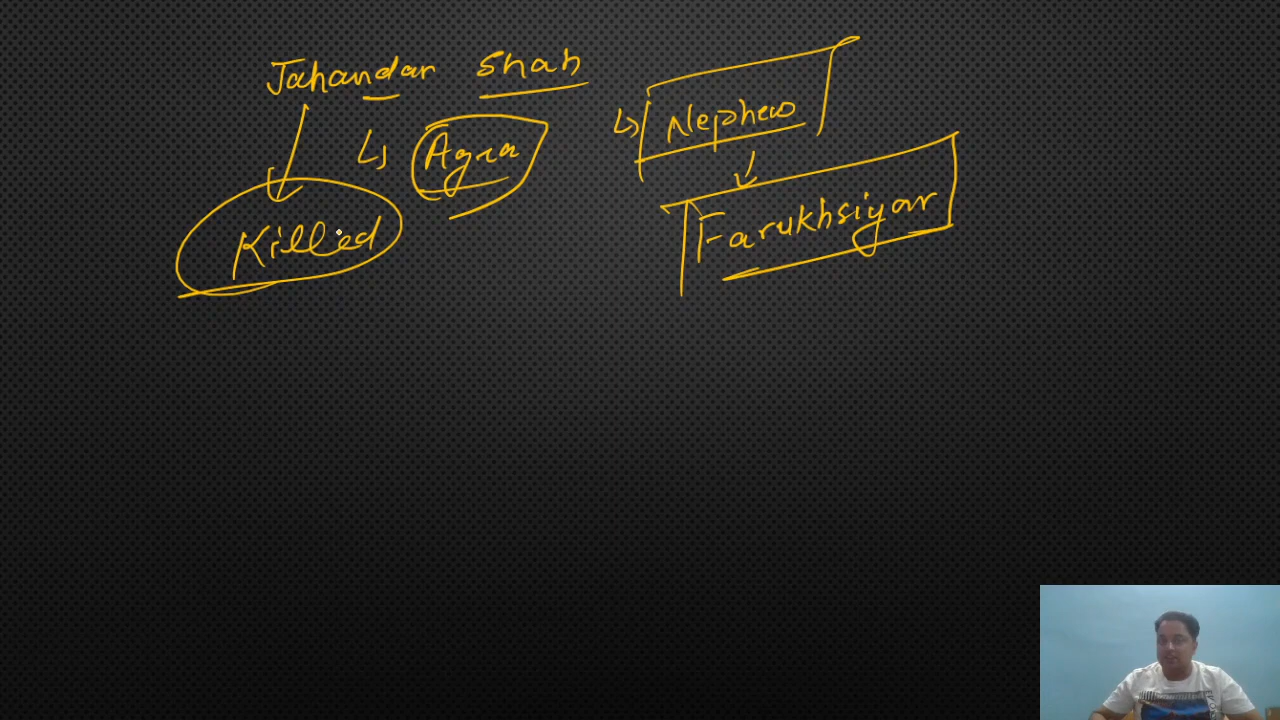 Jahandar Shah
↳ Agra
Killed
↳ Nephew
Farukhsiyar